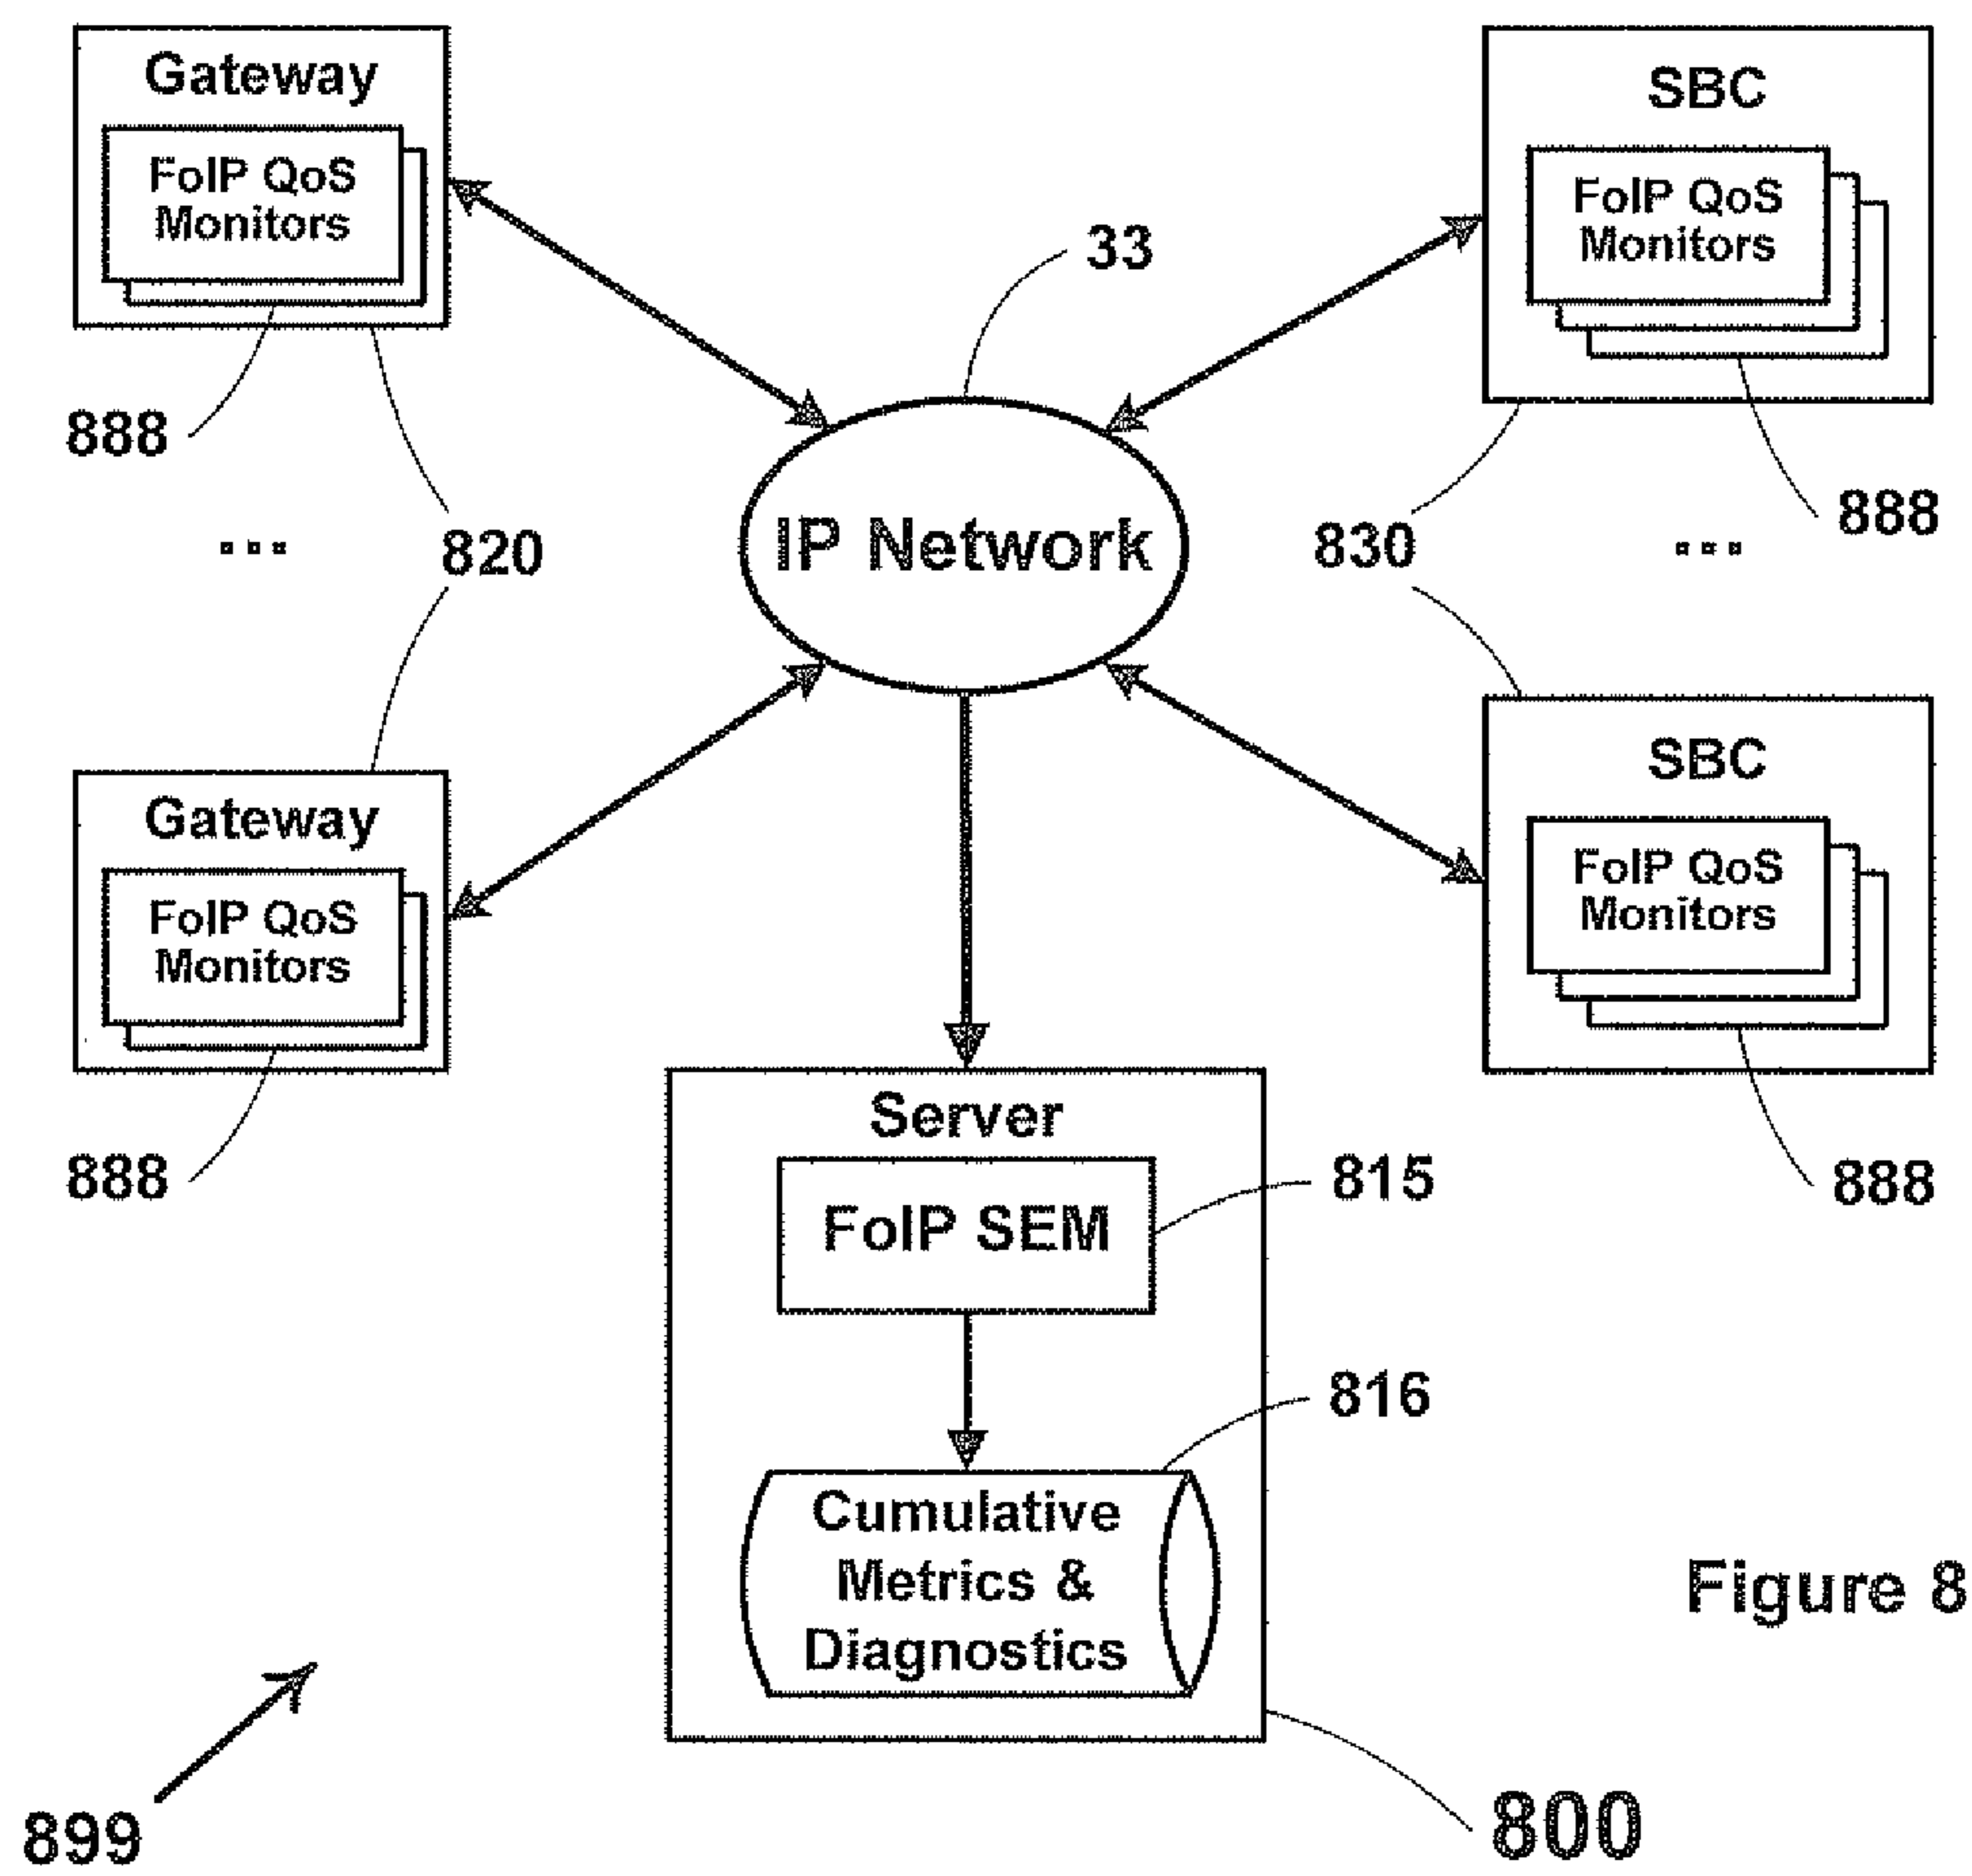 Gateway
FoIP QoS
Monitors
888
820
...
Gateway
FoIP QoS
Monitors
888
33
IP Network
SBC
FoIP QoS
Monitors
888
830
...
SBC
FoIP QoS
Monitors
888
Server
FoIP SEM
815
816
Cumulative
Metrics &
Diagnostics
800
899
Figure 8